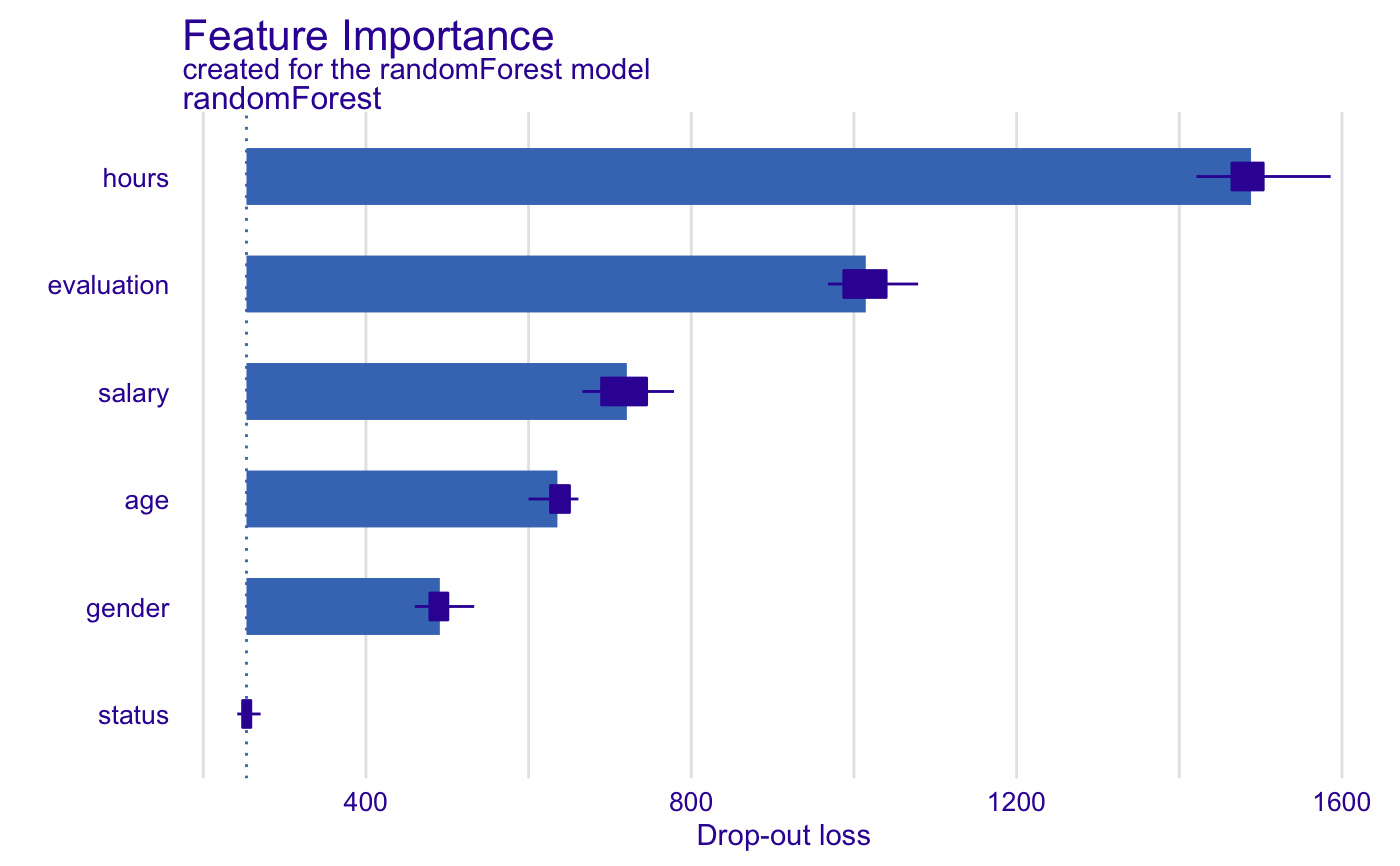 Feature Importance
created for the randomForest model
randomForest
hours
evaluation
salary
age
gender
status
400 800 1200 1600
Drop-out loss